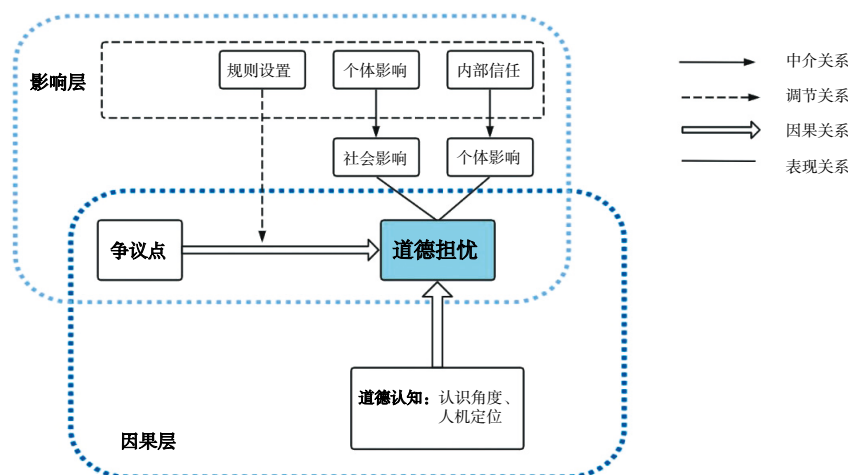 影响层
规则设置
个体影响
内部信任
社会影响
个体影响
争议点
道德担忧
道德认知：认识角度、
人机定位
因果层
中介关系
调节关系
因果关系
表现关系